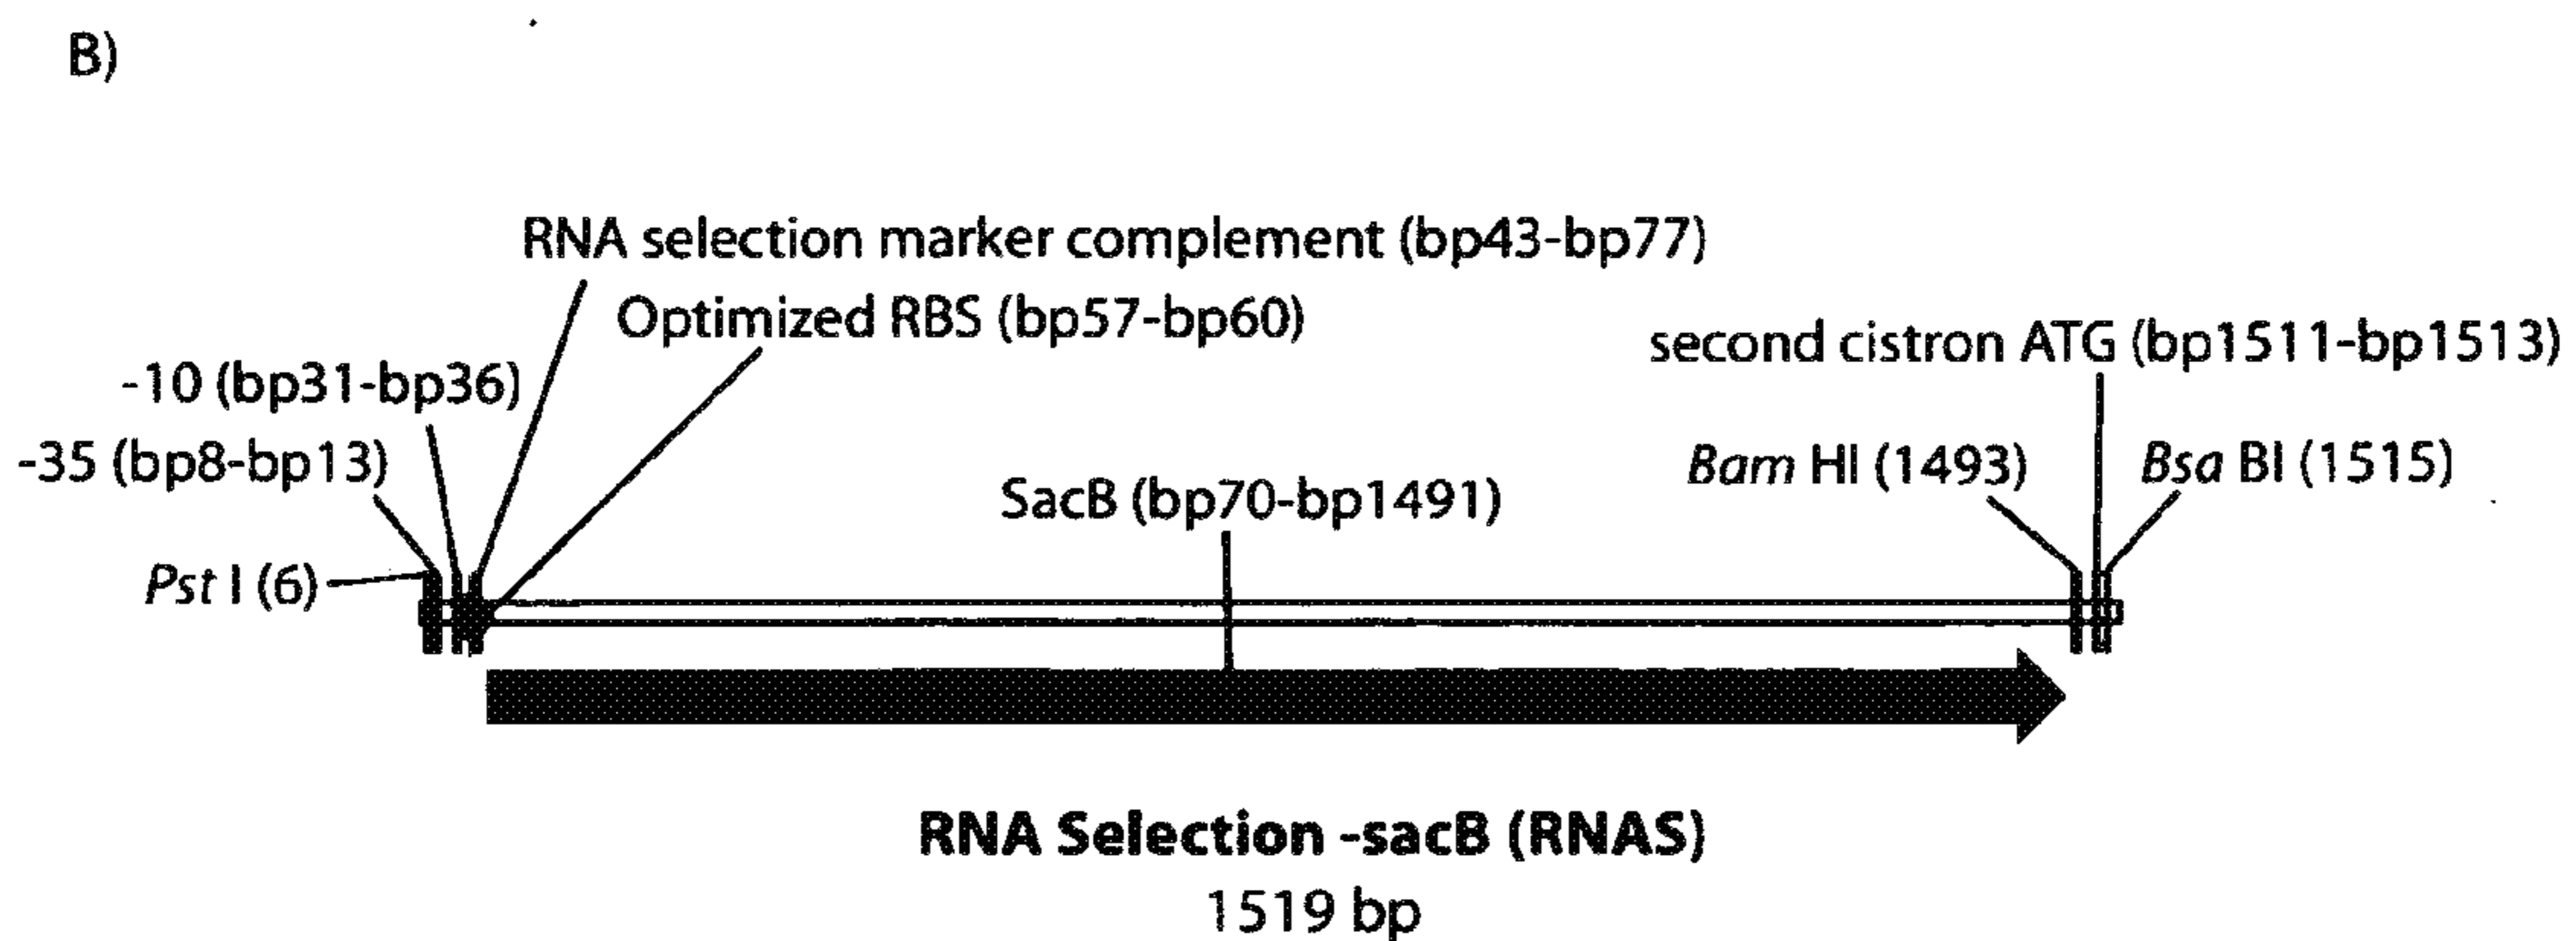 B)
RNA selection marker complement (bp43-bp77)
Optimized RBS (bp57-bp60)
second cistron ATG (bp1511-bp1513)
-10 (bp31-bp36)
-35 (bp8-bp13)
Bam HI (1493)
Bsa BI (1515)
SacB (bp70-bp1491)
Pst I (6)
RNA Selection -sacB (RNAS)
1519 bp